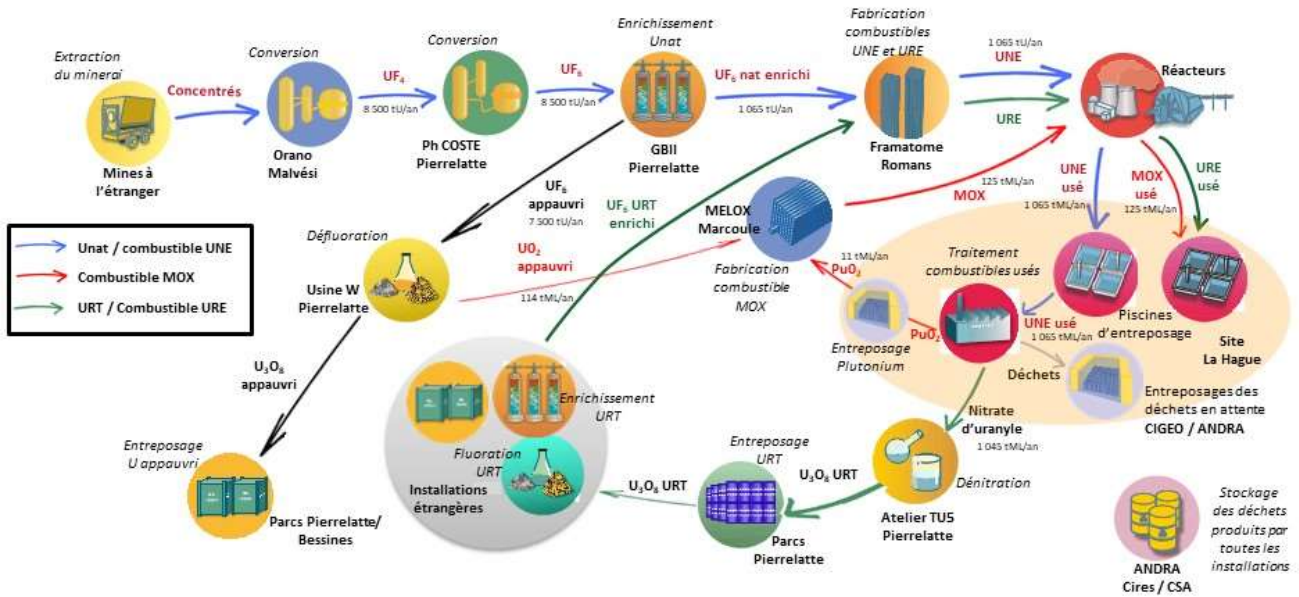 Extraction
du minerai
Concentrés
Mines à
l'étranger
Conversion
Orano
Malvési
UF₄
8 500 tU/an
Conversion
Ph COSTE
Pierrelatte
UF₆
8 500 tU/an
Enrichissement
Unat
GBII
Pierrelatte
UF₆ nat enrichi
1 065 tU/an
Fabrication
combustibles
UNE et URE
Framatome
Romans
1 065 tU/an
UNE
URE
Réacteurs
UF₆
appauvri
7 500 tU/an
UF₆ URT
enrichi
MELOX
Marcoule
Fabrication
combustible
MOX
MOX
125 tML/an
UNE
usé
1 065 tML/an
MOX
usé
125 tML/an
URE
usé
Unat / combustible UNE
Combustible MOX
URT / Combustible URE
Défluoration
Usine W
Pierrelatte
UO₂
appauvri
114 tML/an
11 tML/an
PuO₂
Traitement
combustibles usés
Entreposage
Plutonium
PuO₂
UNE usé
1 065 tML/an
Piscines
d'entreposage
Site
La Hague
Déchets
Entreposages des
déchets en attente
CIGEO / ANDRA
U₃O₈
appauvri
Entreposage
U appauvri
Parcs Pierrelatte/
Bessines
Enrichissement
URT
Fluoration
URT
Installations
étrangères
U₃O₈ URT
Entreposage
URT
Parcs
Pierrelatte
U₃O₈ URT
Nitrate
d'uranyle
1 045 tML/an
Dénitration
Atelier TU5
Pierrelatte
Stockage
des déchets
produits par
toutes les
installations
ANDRA
Cires / CSA